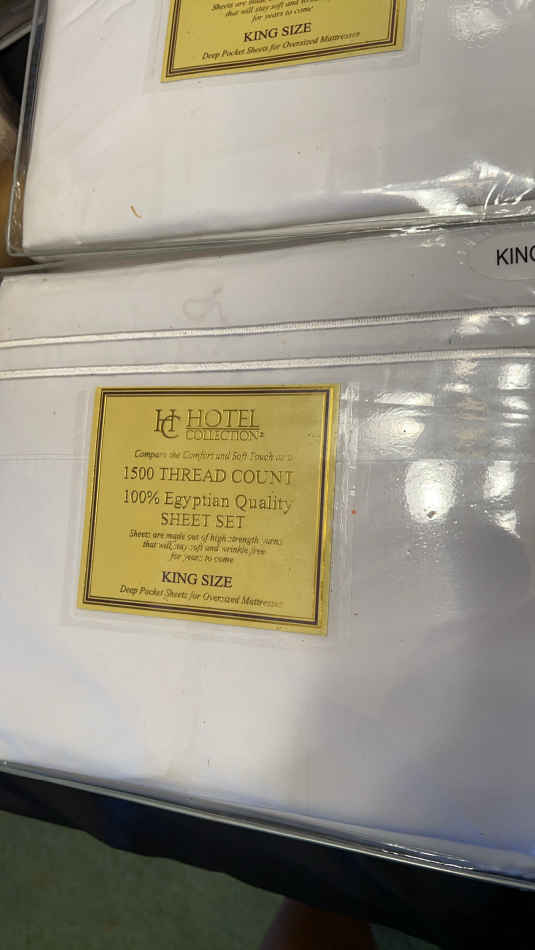 that will stay soft and
for years to come
KING SIZE
Deep Pocket Sheets for Oversized Mattresses
HC HOTEL
COLLECTION
Compare the Comfort and Soft Touch as a
1500 THREAD COUNT
100% Egyptian Quality
SHEET SET
Sheets are made out of high strength yarns
that will stay soft and wrinkle free
for years to come
KING SIZE
Deep Pocket Sheets for Oversized Mattresses